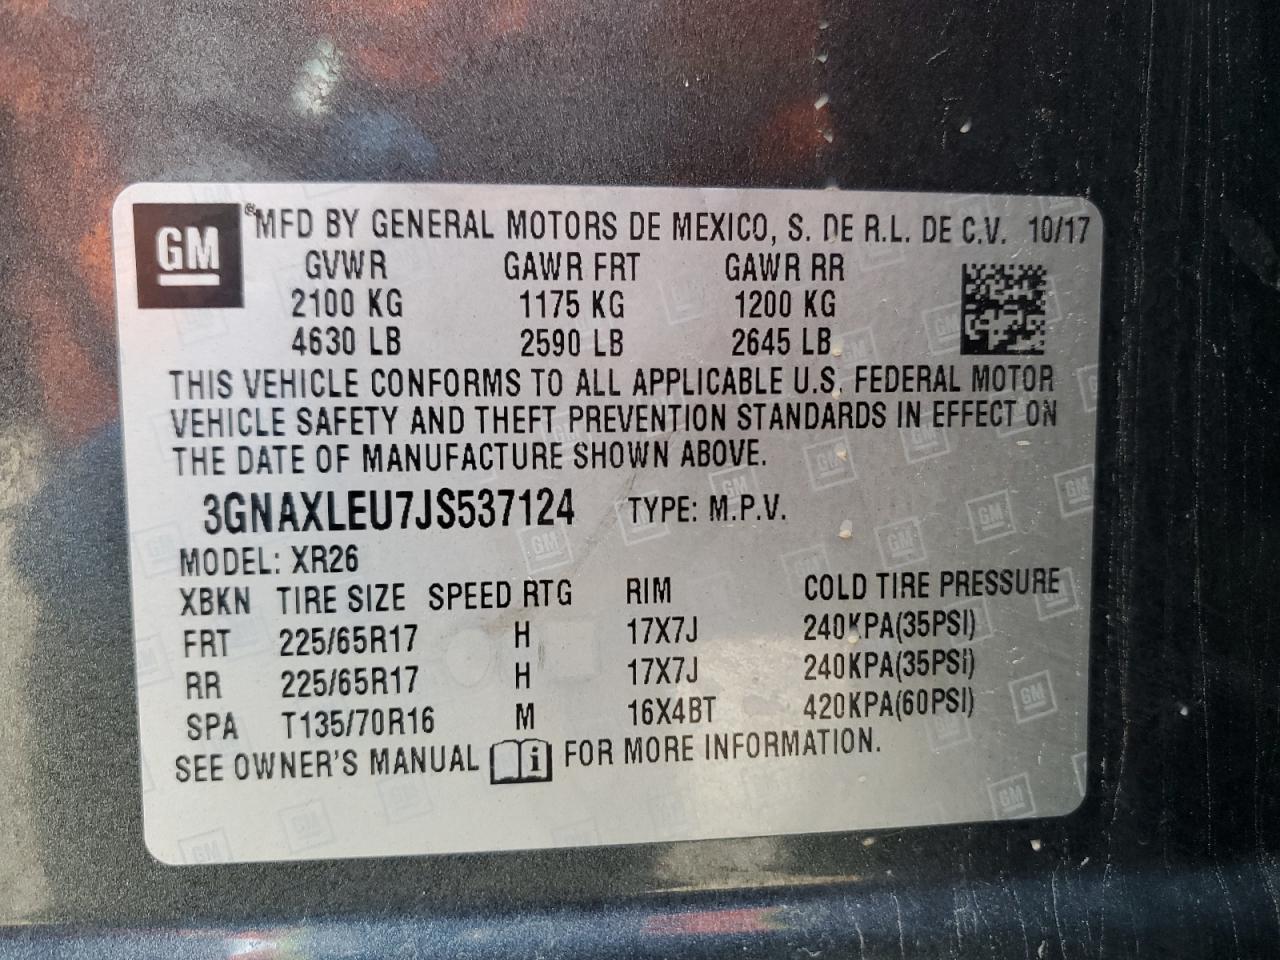 GM ®MFD BY GENERAL MOTORS DE MEXICO, S. DE R.L. DE C.V. 10/17
GVWR GAWR FRT GAWR RR
2100 KG 1175 KG 1200 KG
4630 LB 2590 LB 2645 LB
THIS VEHICLE CONFORMS TO ALL APPLICABLE U.S. FEDERAL MOTOR
VEHICLE SAFETY AND THEFT PREVENTION STANDARDS IN EFFECT ON
THE DATE OF MANUFACTURE SHOWN ABOVE.
3GNAXLEU7JS537124 TYPE: M.P.V.
MODEL: XR26
XBKN TIRE SIZE SPEED RTG RIM COLD TIRE PRESSURE
FRT 225/65R17 H 17X7J 240KPA(35PSI)
RR 225/65R17 H 17X7J 240KPA(35PSI)
SPA T135/70R16 M 16X4BT 420KPA(60PSI)
SEE OWNER'S MANUAL i FOR MORE INFORMATION.